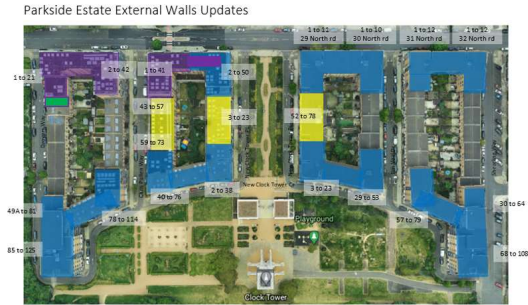 Parkside Estate External Walls Updates
1 to 11
29 North rd
1 to 10
30 North rd
1 to 12
31 North rd
1 to 12
32 North rd
1 to 21
2 to 42
1 to 41
2 to 50
43 to 57
3 to 23
52 to 78
59 to 73
New Clock Tower
40 to 76
2 to 38
3 to 23
29 to 53
49A to 81
78 to 114
Playground
57 to 79
30 to 64
85 to 125
68 to 108
Clock Tower